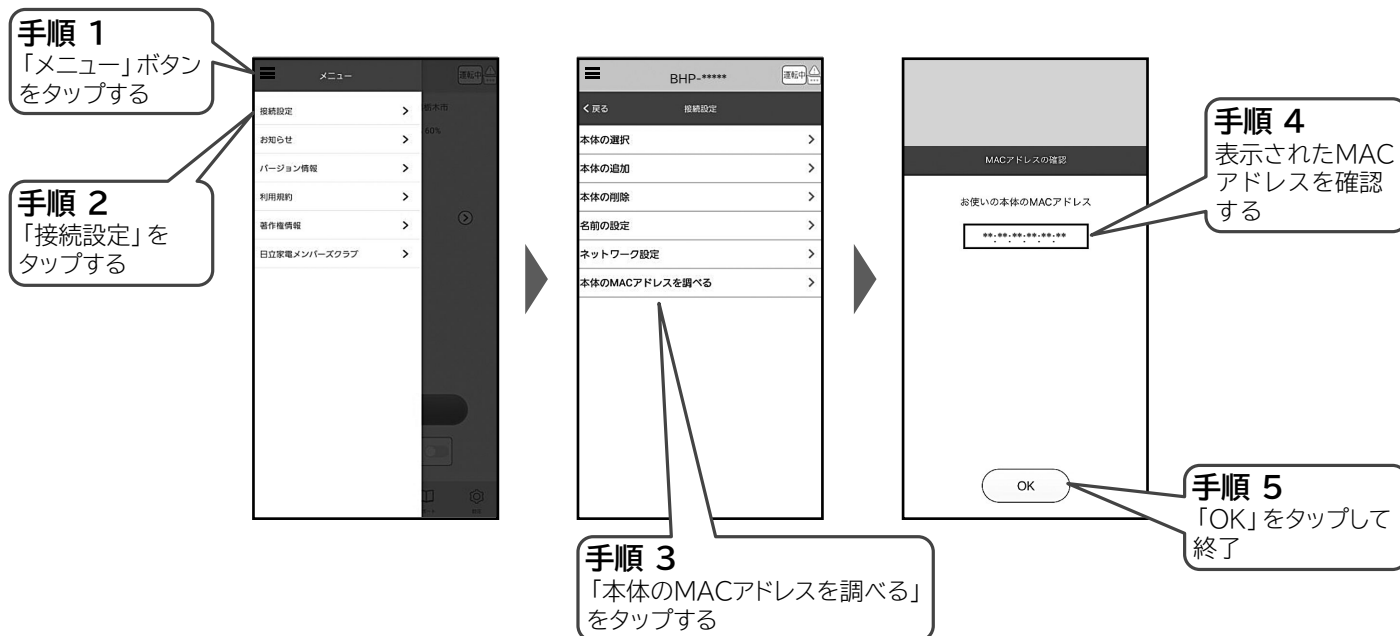 手順 1
「メニュー」ボタン
をタップする
手順 2
「接続設定」を
タップする
メニュー
運転中
栃木市
60%
接続設定
お知らせ
バージョン情報
利用規約
著作権情報
日立家電メンバーズクラブ
BHP-*****
運転中
戻る 接続設定
本体の選択
本体の追加
本体の削除
名前の設定
ネットワーク設定
本体のMACアドレスを調べる
手順 3
「本体のMACアドレスを調べる」
をタップする
MACアドレスの確認
お使いの本体のMACアドレス
**:**:**:**:**:**
OK
手順 4
表示されたMAC
アドレスを確認
する
手順 5
「OK」をタップして
終了